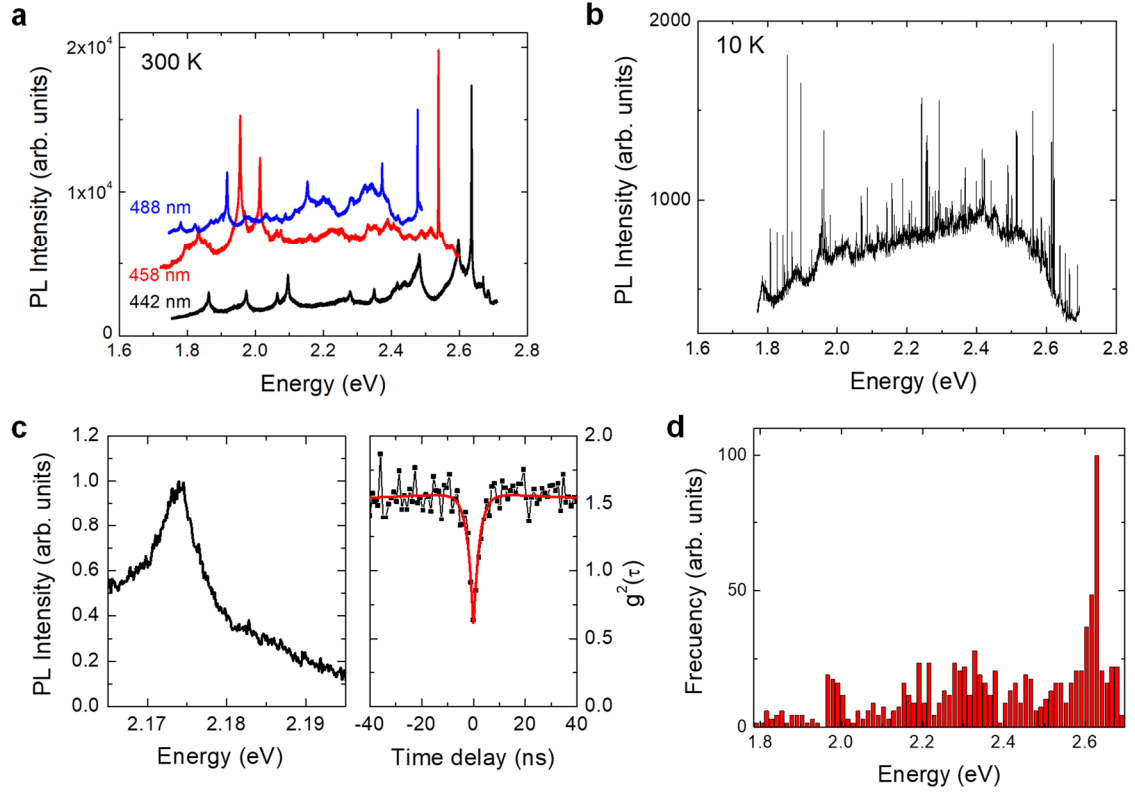 a
300 K
PL Intensity (arb. units)
2x10⁴
1x10⁴
0
488 nm
458 nm
442 nm
1.6 1.8 2.0 2.2 2.4 2.6 2.8
Energy (eV)
b
10 K
PL Intensity (arb. units)
2000
1000
1.6 1.8 2.0 2.2 2.4 2.6 2.8
Energy (eV)
c
PL Intensity (arb. units)
1.2
1.0
0.8
0.6
0.4
0.2
0.0
2.17 2.18 2.19
Energy (eV)
2.0
1.5
1.0
0.5
0.0
g²(τ)
-40 -20 0 20 40
Time delay (ns)
d
Frecuency (arb. units)
100
50
0
1.8 2.0 2.2 2.4 2.6
Energy (eV)